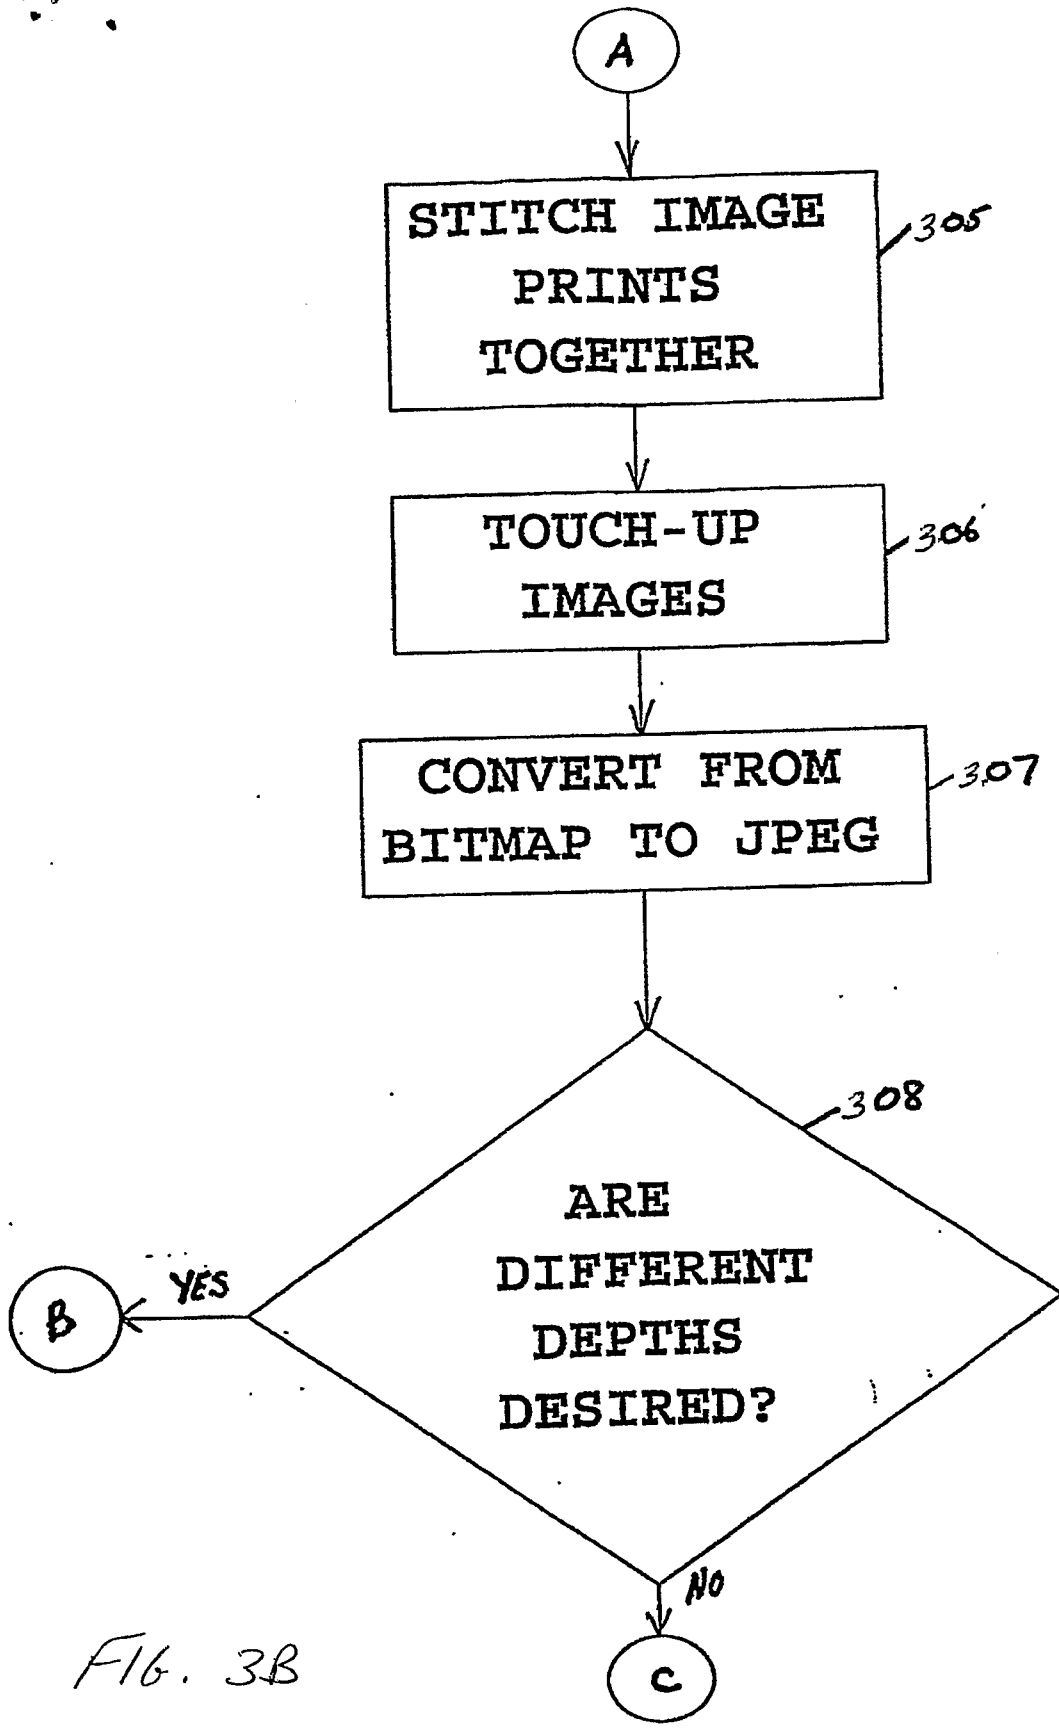 A
STITCH IMAGE
PRINTS
TOGETHER
305
TOUCH-UP
IMAGES
306
CONVERT FROM
BITMAP TO JPEG
307
308
ARE
DIFFERENT
DEPTHS
DESIRED?
YES
B
NO
C
FIG. 3B